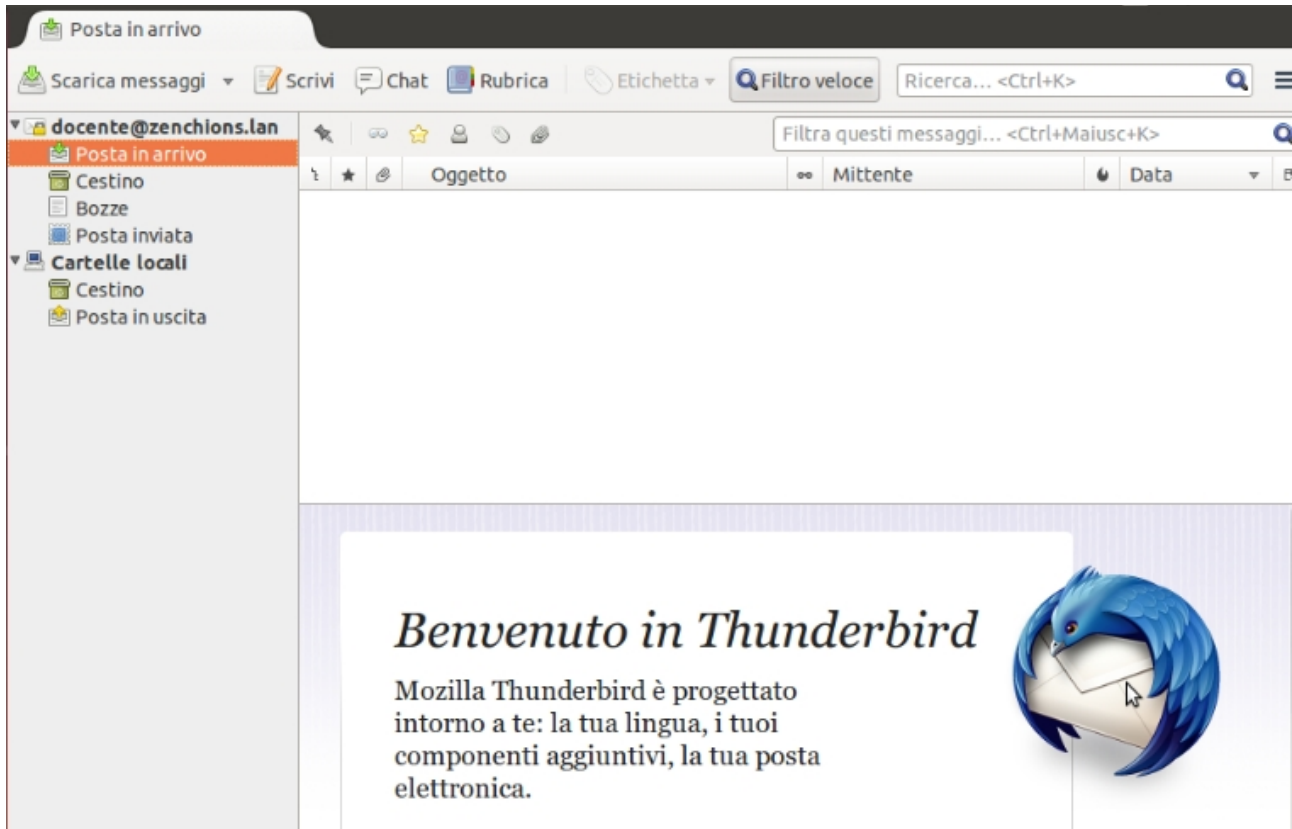 Posta in arrivo
Scarica messaggi Scrivi Chat Rubrica Etichetta Filtro veloce Ricerca... <Ctrl+K>
docente@zenchions.lan
Posta in arrivo
Cestino
Bozze
Posta inviata
Cartelle locali
Cestino
Posta in uscita
Filtra questi messaggi... <Ctrl+Maiusc+K>
Oggetto Mittente Data
Benvenuto in Thunderbird
Mozilla Thunderbird è progettato
intorno a te: la tua lingua, i tuoi
componenti aggiuntivi, la tua posta
elettronica.